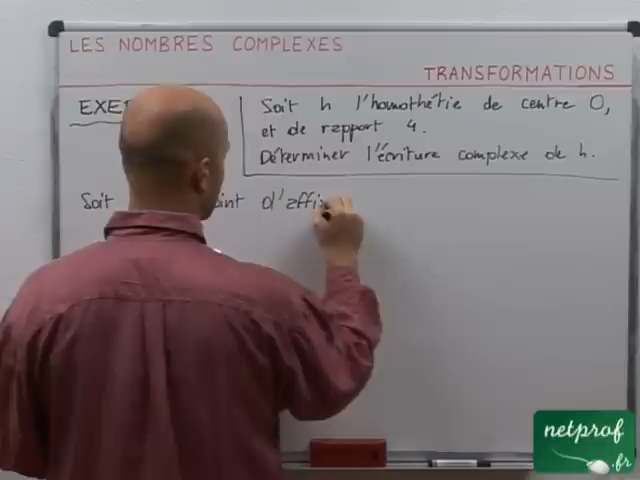 LES NOMBRES COMPLEXES
TRANSFORMATIONS
Soit h l'homothétie de centre O,
et de rapport 4.
Déterminer l'écriture complexe de h.
Soit d'affi
netprof
.fr